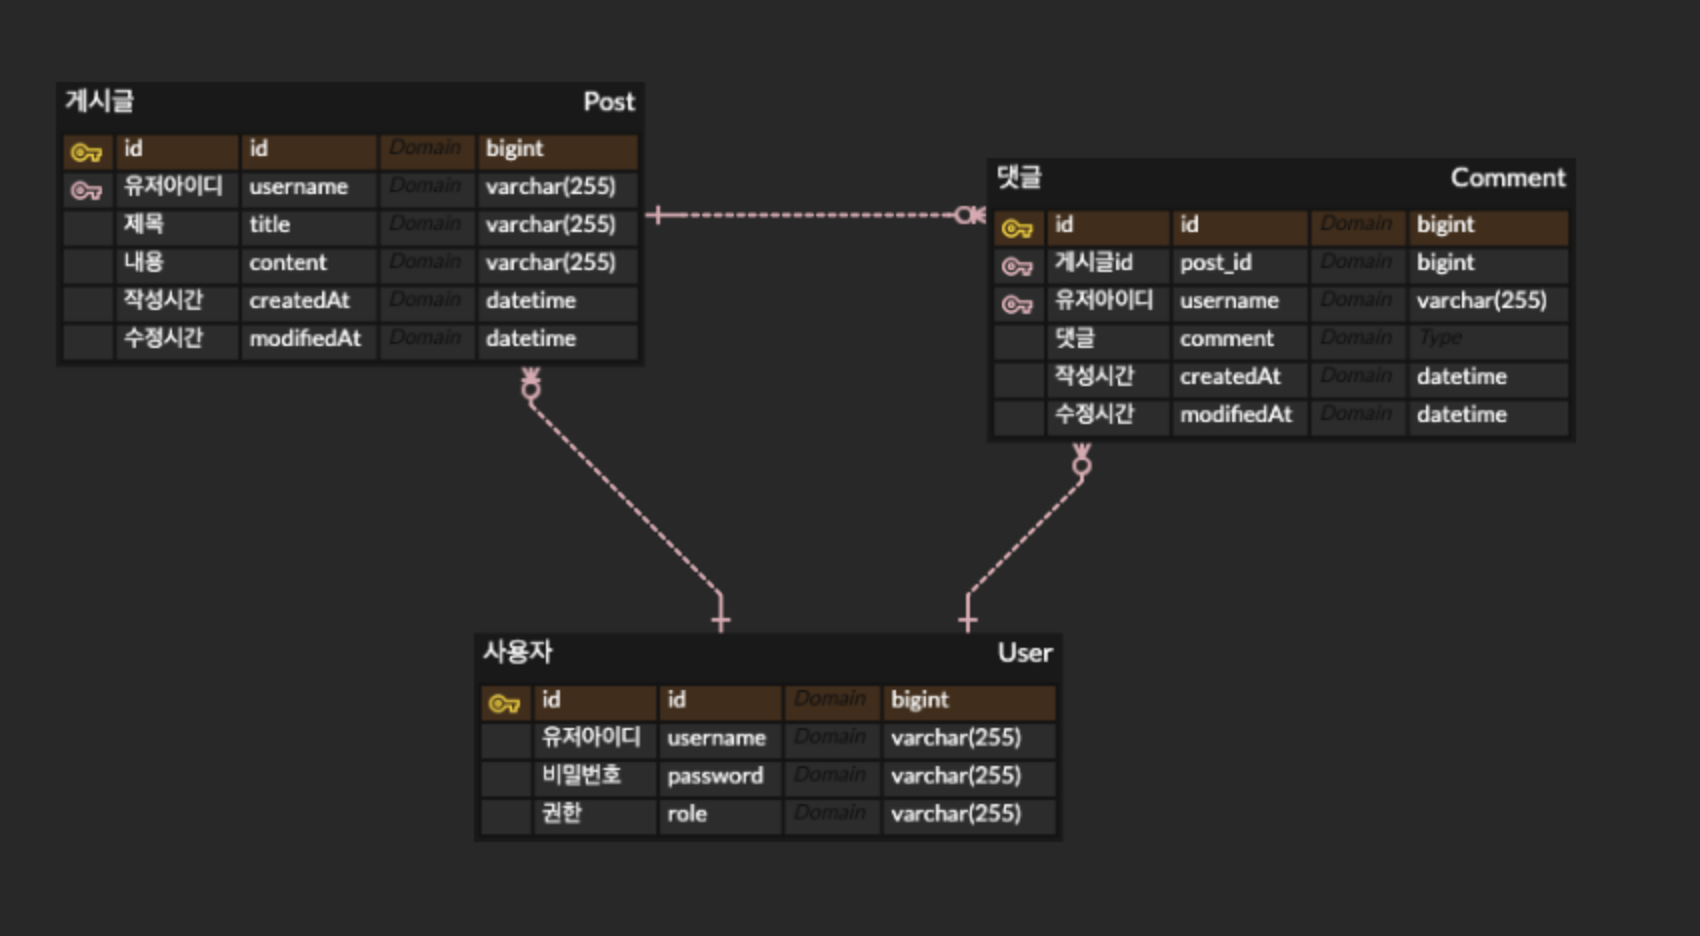 게시글 Post
id id Domain bigint
유저아이디 username Domain varchar(255)
제목 title Domain varchar(255)
내용 content Domain varchar(255)
작성시간 createdAt Domain datetime
수정시간 modifiedAt Domain datetime
댓글 Comment
id id Domain bigint
게시글id post_id Domain bigint
유저아이디 username Domain varchar(255)
댓글 comment Domain Type
작성시간 createdAt Domain datetime
수정시간 modifiedAt Domain datetime
사용자 User
id id Domain bigint
유저아이디 username Domain varchar(255)
비밀번호 password Domain varchar(255)
권한 role Domain varchar(255)